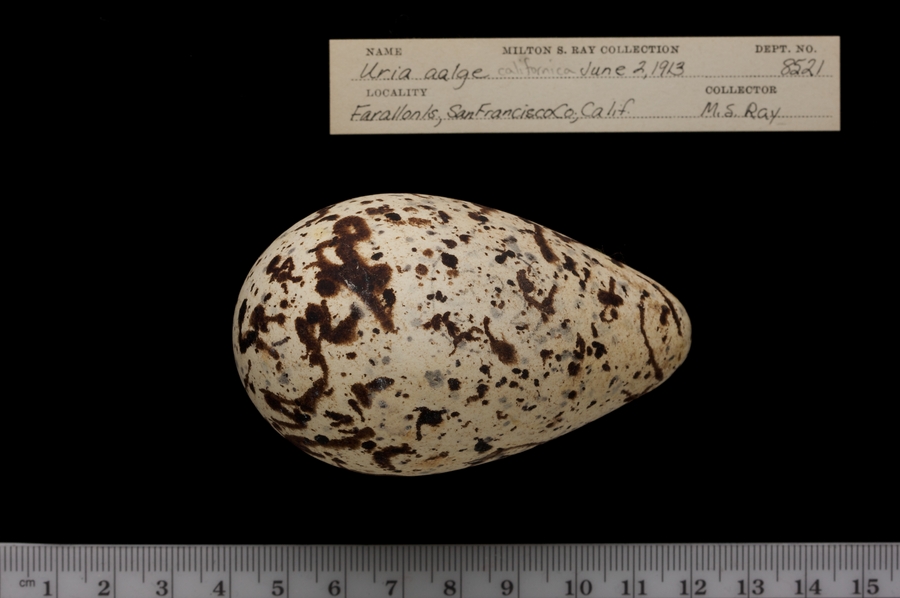 NAME MILTON S. RAY COLLECTION DEPT. NO.
Uria aalge californica June 2, 1913 8521
LOCALITY COLLECTOR
Farallon Is, San Francisco Co, Calif. M. S. Ray
cm 1 2 3 4 5 6 7 8 9 10 11 12 13 14 15